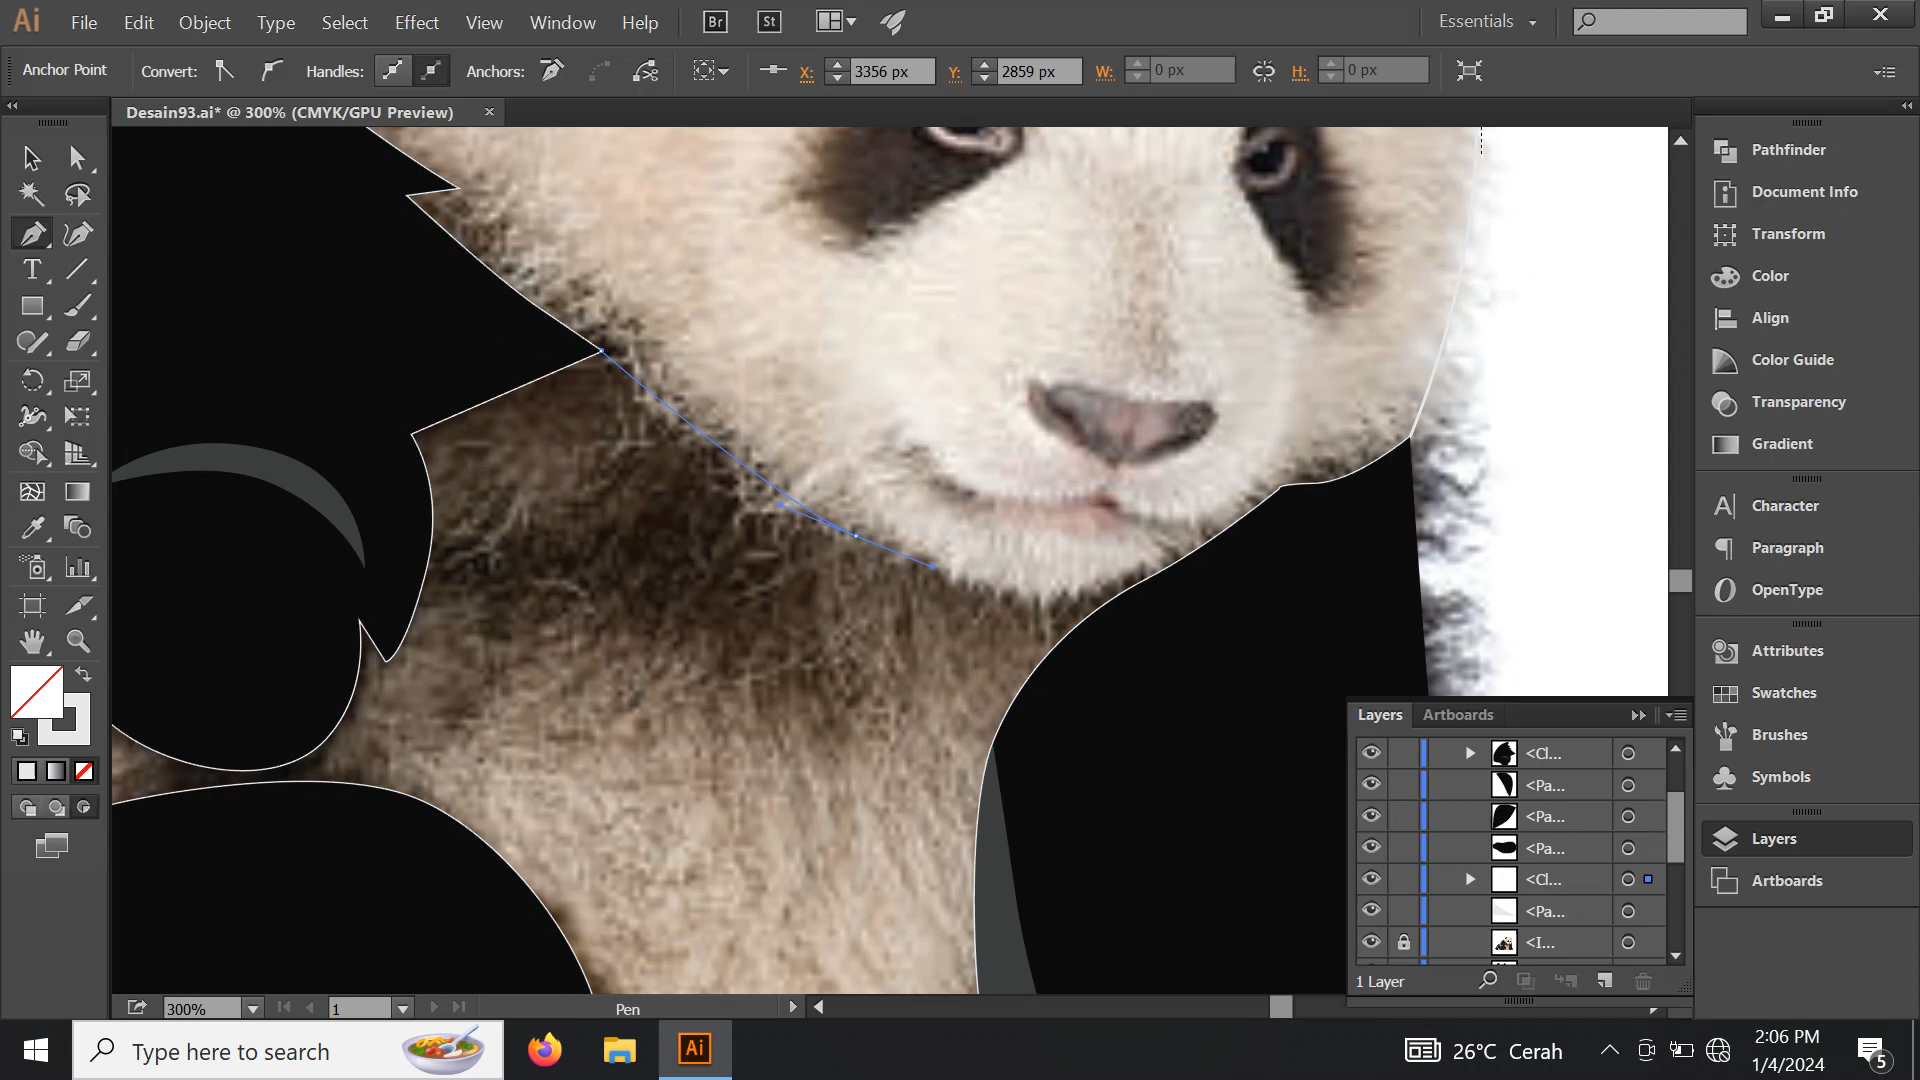 Ai File Edit Object Type Select Effect View Window Help Br St Essentials
Anchor Point Convert: Handles: Anchors: X: 3356 px Y: 2859 px W: 0 px H: 0 px
Desain93.ai* @ 300% (CMYK/GPU Preview)
Pathfinder
Document Info
Transform
Color
Align
Color Guide
Transparency
Gradient
Character
Paragraph
OpenType
Attributes
Swatches
Brushes
Symbols
Layers
Artboards
Layers Artboards
<Cl...
<Pa...
<Pa...
<Pa...
<Cl...
<Pa...
<I...
1 Layer
300% 1 Pen
Type here to search
Ai
26°C Cerah
2:06 PM
1/4/2024
5